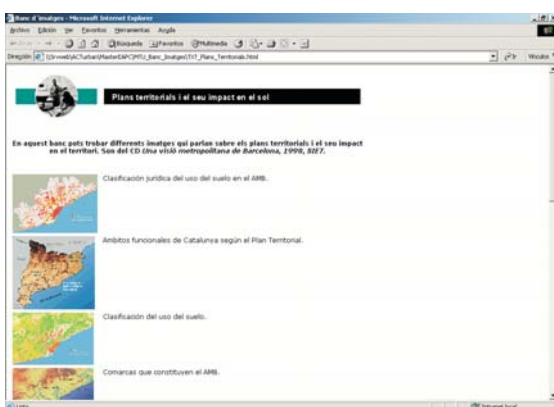 Banc d'imatges - Microsoft Internet Explorer
Archivo Edición Ver Favoritos Herramientas Ayuda
Búsqueda Favoritos Multimedia
Dirección
Vínculos
Plans territorials i el seu impact en el sol
En aquest banc pots trobar differents imatges qui parlan sobre els plans territorials i el seu impact
en el territori. Son del CD Una visió metropolitana de Barcelona, 1998, BIET.
Clasificación jurídica del uso del suelo en el AMB.
Ambitos funcionales de Catalunya según el Plan Territorial.
Clasificación del uso del suelo.
Comarcas que constituyen el AMB.